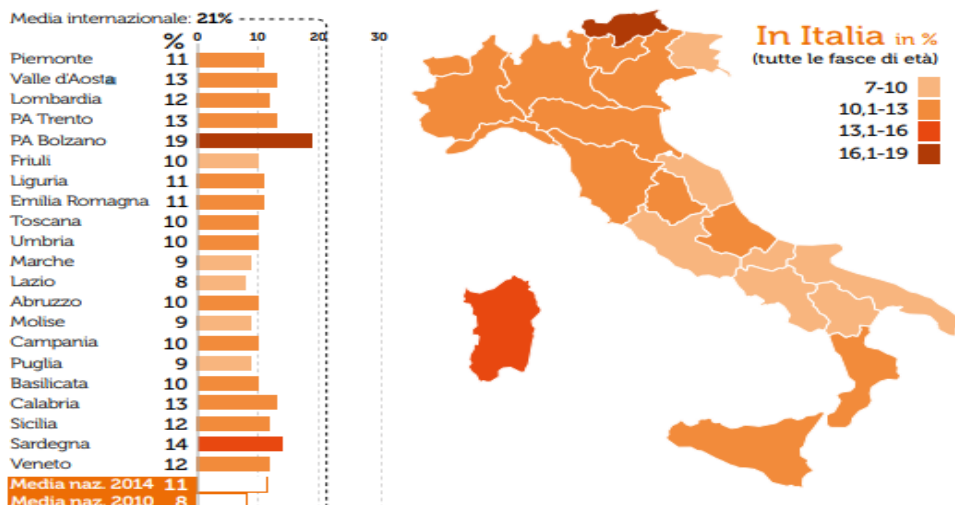 Media internazionale: 21%
% 0 10 20 30
Piemonte 11
Valle d'Aosta 13
Lombardia 12
PA Trento 13
PA Bolzano 19
Friuli 10
Liguria 11
Emilia Romagna 11
Toscana 10
Umbria 10
Marche 9
Lazio 8
Abruzzo 10
Molise 9
Campania 10
Puglia 9
Basilicata 10
Calabria 13
Sicilia 12
Sardegna 14
Veneto 12
Media naz. 2014 11
Media naz. 2010 8
In Italia in %
(tutte le fasce di età)
7-10
10,1-13
13,1-16
16,1-19